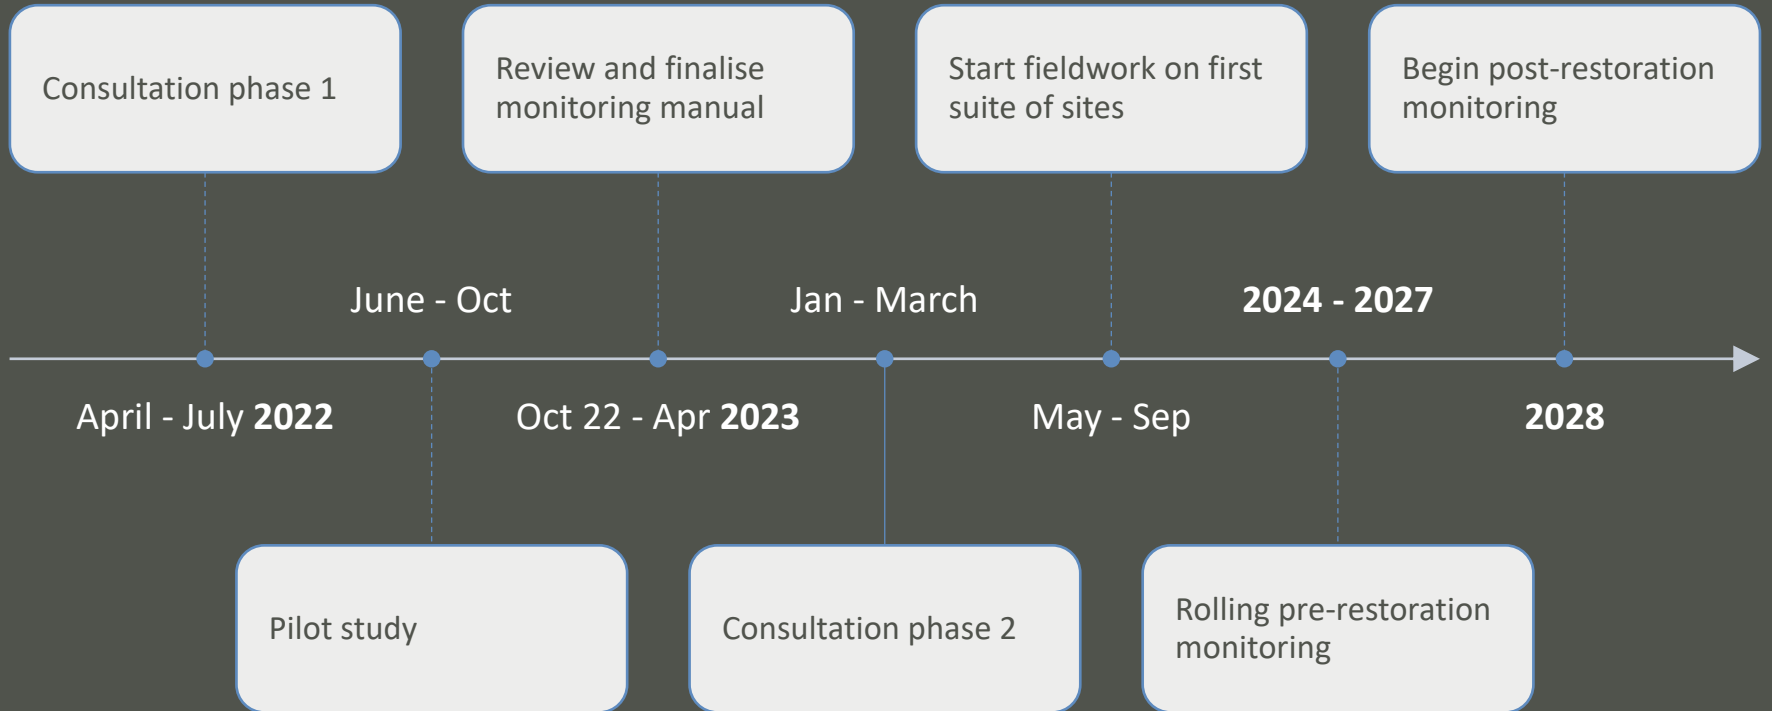 Consultation phase 1
Review and finalise
monitoring manual
Start fieldwork on first
suite of sites
Begin post-restoration
monitoring
June - Oct
Jan - March
2024 - 2027
April - July 2022
Oct 22 - Apr 2023
May - Sep
2028
Pilot study
Consultation phase 2
Rolling pre-restoration
monitoring